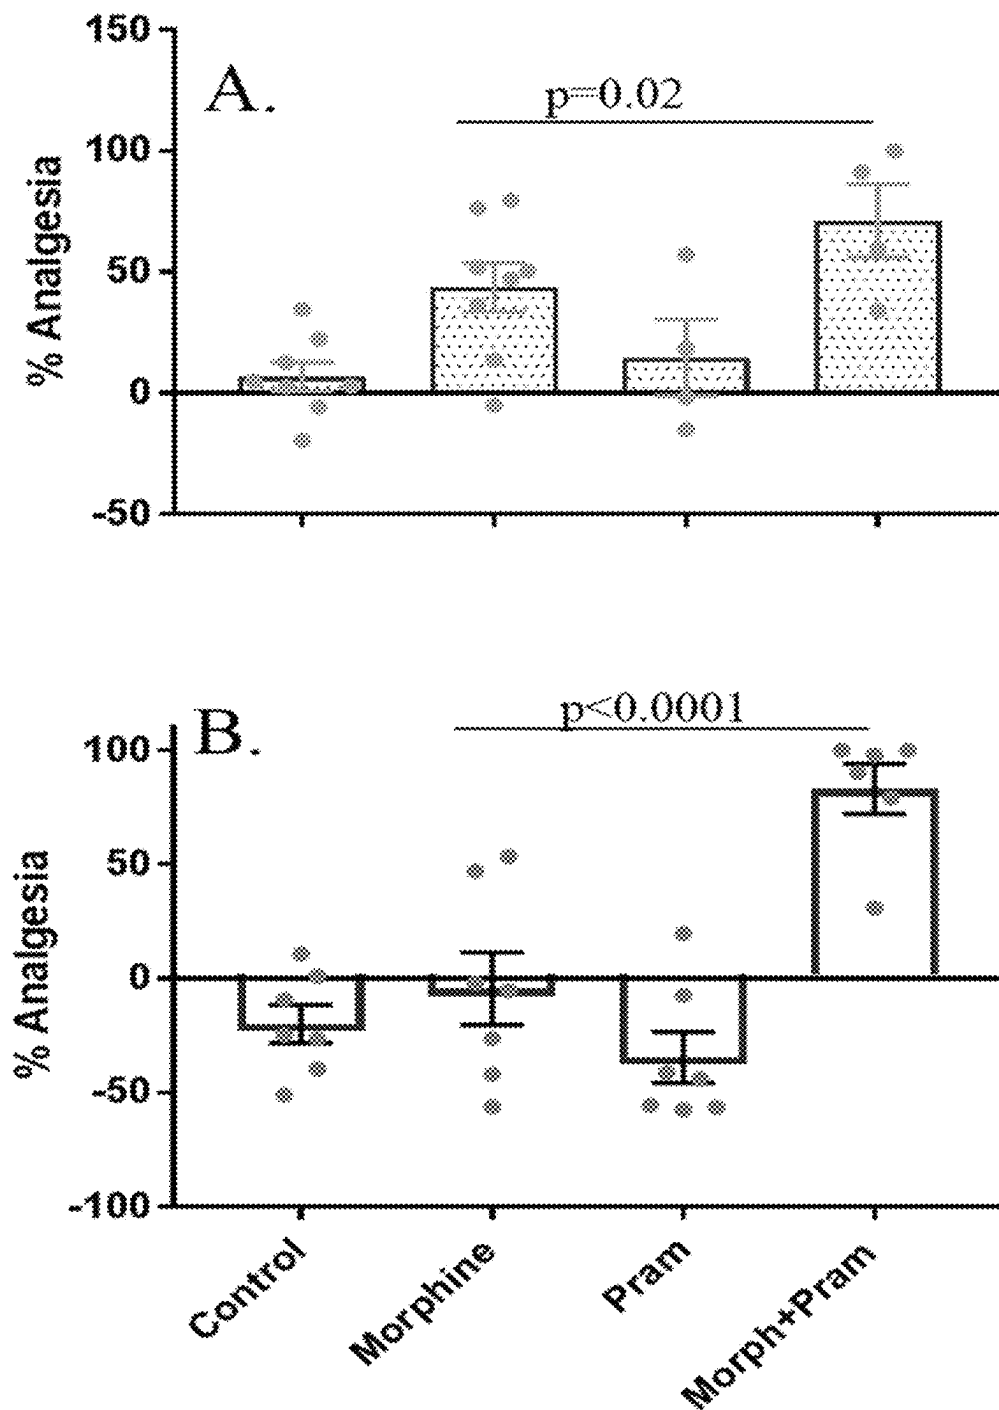 150
A.
p=0.02
100
50
0
-50
% Analgesia
p<0.0001
B.
100
50
0
-50
-100
% Analgesia
Control
Morphine
Pram
Morph+Pram